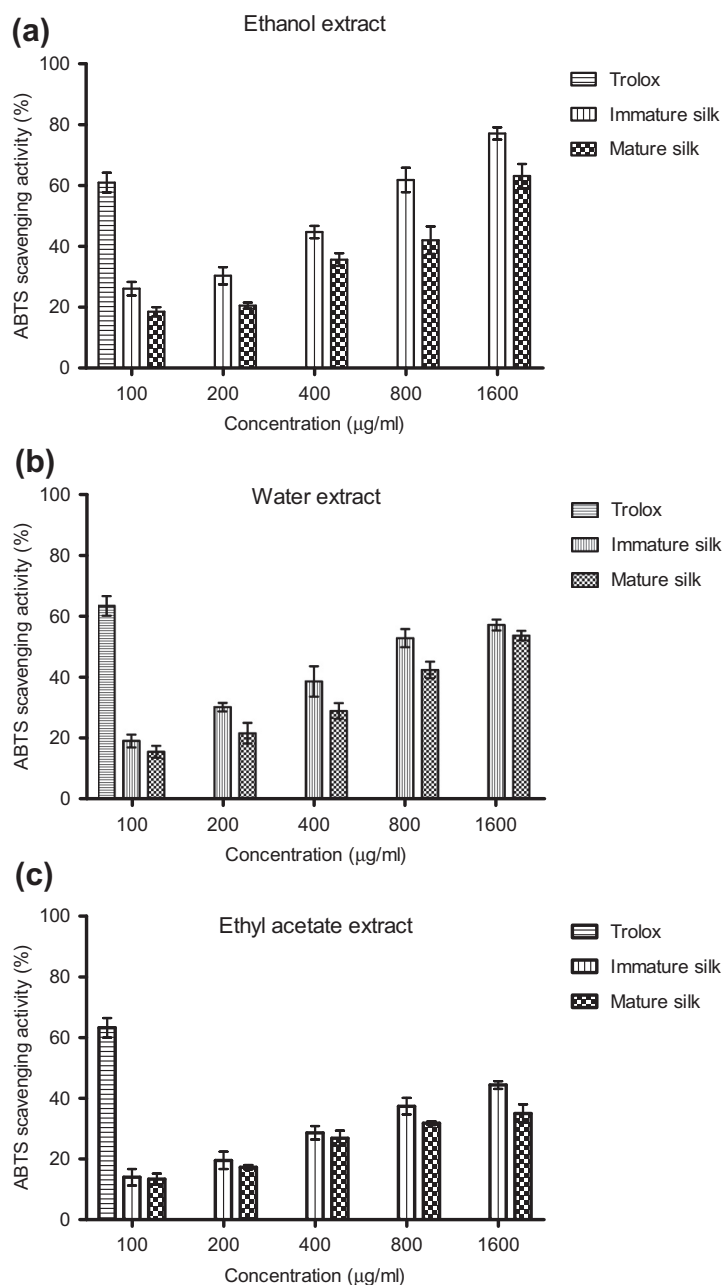 (a)
Ethanol extract
ABTS scavenging activity (%)
100
80
60
40
20
0
100 200 400 800 1600
Concentration (μg/ml)
Trolox
Immature silk
Mature silk
(b)
Water extract
ABTS scavenging activity (%)
100
80
60
40
20
0
100 200 400 800 1600
Concentration (μg/ml)
Trolox
Immature silk
Mature silk
(c)
Ethyl acetate extract
ABTS scavenging activity (%)
100
80
60
40
20
0
100 200 400 800 1600
Concentration (μg/ml)
Trolox
Immature silk
Mature silk